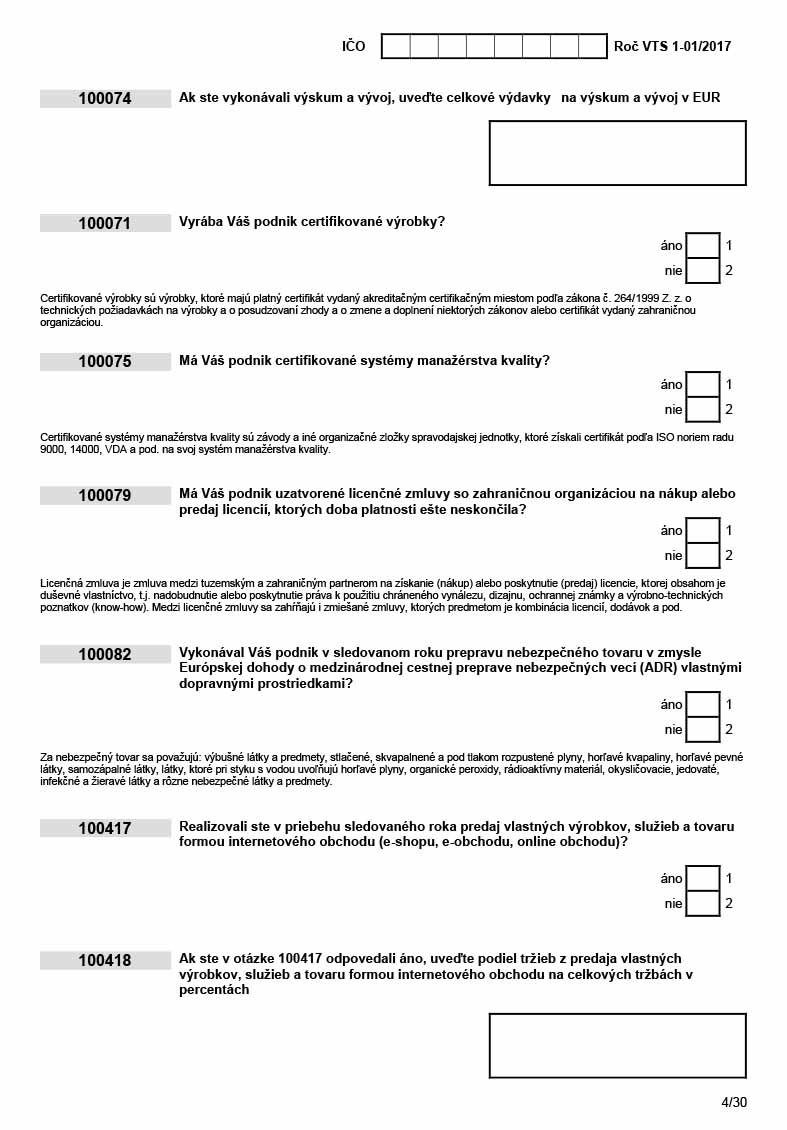 IČO Roč VTS 1-01/2017
100074 Ak ste vykonávali výskum a vývoj, uveďte celkové výdavky na výskum a vývoj v EUR
100071 Vyrába Váš podnik certifikované výrobky?
áno 1
nie 2
Certifikované výrobky sú výrobky, ktoré majú platný certifikát vydaný akreditačným certifikačným miestom podľa zákona č. 264/1999 Z. z. o
technických požiadavkách na výrobky a o posudzovaní zhody a o zmene a doplnení niektorých zákonov alebo certifikát vydaný zahraničnou
organizáciou.
100075 Má Váš podnik certifikované systémy manažérstva kvality?
áno 1
nie 2
Certifikované systémy manažérstva kvality sú závody a iné organizačné zložky spravodajskej jednotky, ktoré získali certifikát podľa ISO noriem radu
9000, 14000, VDA a pod. na svoj systém manažérstva kvality.
100079 Má Váš podnik uzatvorené licenčné zmluvy so zahraničnou organizáciou na nákup alebo
predaj licencií, ktorých doba platnosti ešte neskončila?
áno 1
nie 2
Licenčná zmluva je zmluva medzi tuzemským a zahraničným partnerom na získanie (nákup) alebo poskytnutie (predaj) licencie, ktorej obsahom je
duševné vlastníctvo, t.j. nadobudnutie alebo poskytnutie práva k použitiu chráneného vynálezu, dizajnu, ochrannej známky a výrobno-technických
poznatkov (know-how). Medzi licenčné zmluvy sa zahŕňajú i zmiešané zmluvy, ktorých predmetom je kombinácia licencií, dodávok a pod.
100082 Vykonával Váš podnik v sledovanom roku prepravu nebezpečného tovaru v zmysle
Európskej dohody o medzinárodnej cestnej preprave nebezpečných vecí (ADR) vlastnými
dopravnými prostriedkami?
áno 1
nie 2
Za nebezpečný tovar sa považujú: výbušné látky a predmety, stlačené, skvapalnené a pod tlakom rozpustené plyny, horľavé kvapaliny, horľavé pevné
látky, samozápalné látky, látky, ktoré pri styku s vodou uvoľňujú horľavé plyny, organické peroxidy, rádioaktívny materiál, okysličovacie, jedovaté,
infekčné a žieravé látky a rôzne nebezpečné látky a predmety.
100417 Realizovali ste v priebehu sledovaného roka predaj vlastných výrobkov, služieb a tovaru
formou internetového obchodu (e-shopu, e-obchodu, online obchodu)?
áno 1
nie 2
100418 Ak ste v otázke 100417 odpovedali áno, uveďte podiel tržieb z predaja vlastných
výrobkov, služieb a tovaru formou internetového obchodu na celkových tržbách v
percentách
4/30